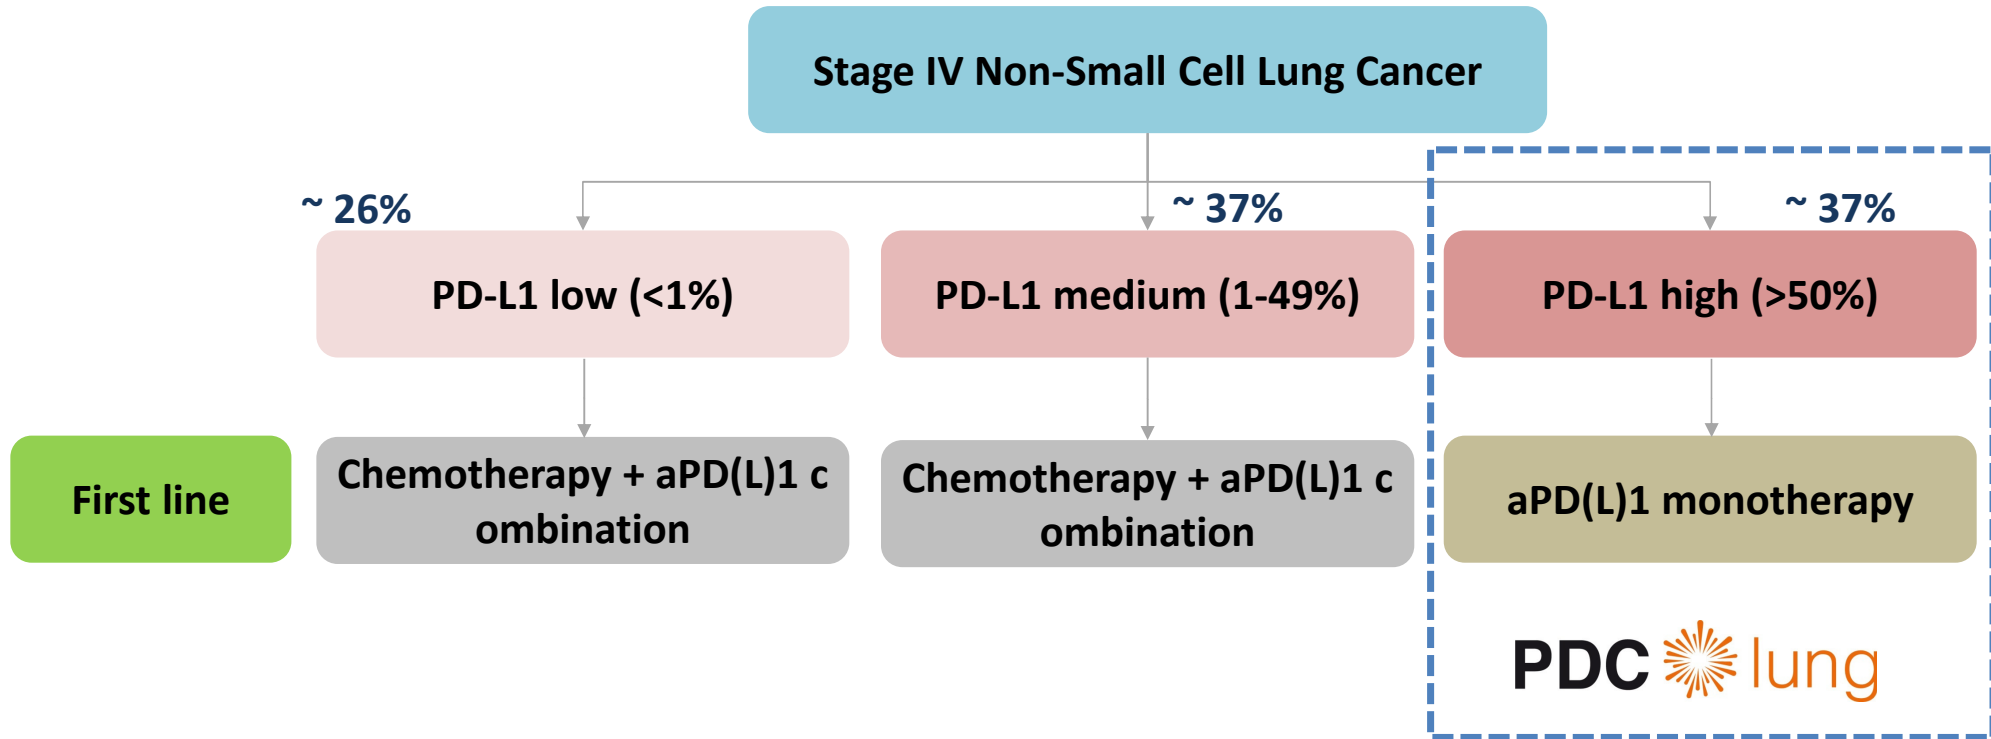 Stage IV Non-Small Cell Lung Cancer
~ 26%
~ 37%
~ 37%
PD-L1 low (<1%)
PD-L1 medium (1-49%)
PD-L1 high (>50%)
First line
Chemotherapy + aPD(L)1 c
ombination
Chemotherapy + aPD(L)1 c
ombination
aPD(L)1 monotherapy
PDC lung